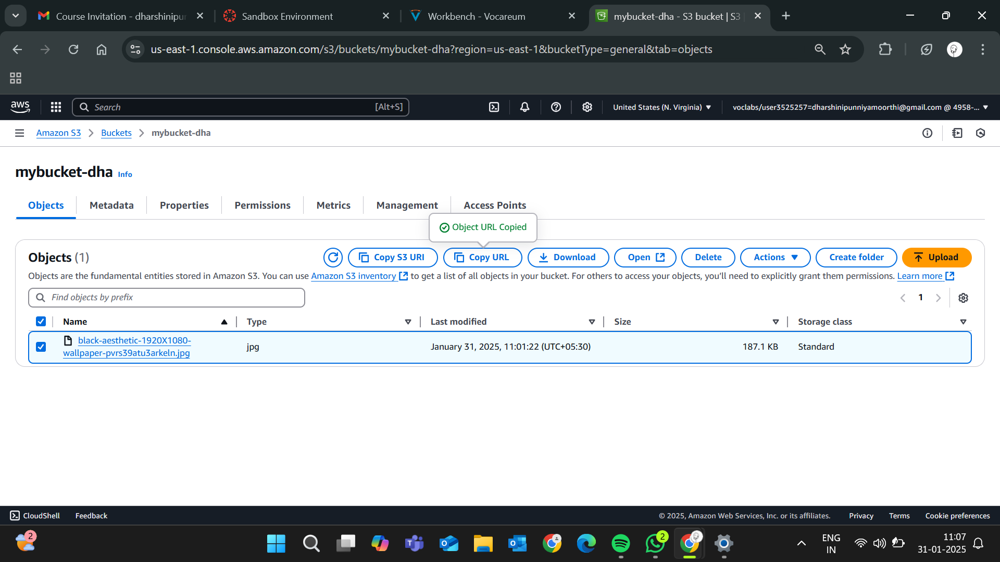 Course Invitation - dharshinipur
Sandbox Environment
Workbench - Vocareum
mybucket-dha - S3 bucket | S3
us-east-1.console.aws.amazon.com/s3/buckets/mybucket-dha?region=us-east-1&bucketType=general&tab=objects
aws
Search
[Alt+S]
United States (N. Virginia)
voclabs/user3525257=dharshinipunniyamoorthi@gmail.com @ 4958-...
Amazon S3
Buckets
mybucket-dha
mybucket-dha Info
Objects
Metadata
Properties
Permissions
Metrics
Management
Access Points
Object URL Copied
Objects (1)
Copy S3 URI
Copy URL
Download
Open
Delete
Actions
Create folder
Upload
Objects are the fundamental entities stored in Amazon S3. You can use Amazon S3 inventory to get a list of all objects in your bucket. For others to access your objects, you’ll need to explicitly grant them permissions. Learn more
Find objects by prefix
1
Name
Type
Last modified
Size
Storage class
black-aesthetic-1920X1080-
wallpaper-pvrs39atu3arkeln.jpg
jpg
January 31, 2025, 11:01:22 (UTC+05:30)
187.1 KB
Standard
CloudShell
Feedback
© 2025, Amazon Web Services, Inc. or its affiliates.
Privacy
Terms
Cookie preferences
2
2
ENG
IN
11:07
31-01-2025